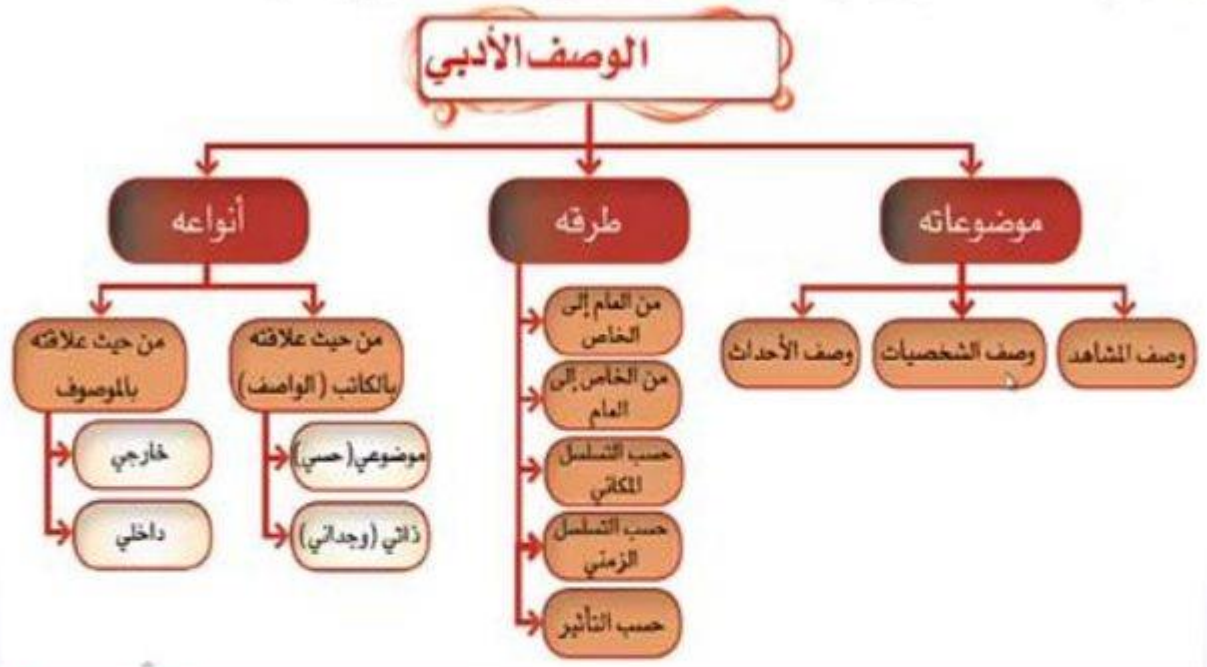 الوصف الأدبي
موضوعاته
وصف المشاهد
وصف الشخصيات
وصف الأحداث
طرقه
من العام إلى
الخاص
من الخاص إلى
العام
حسب التسلسل
المكاني
حسب التسلسل
الزمني
حسب التأثير
أنواعه
من حيث علاقته
بالكاتب (الواصف)
موضوعي (حسي)
ذاتي (وجداني)
من حيث علاقته
بالموصوف
خارجي
داخلي